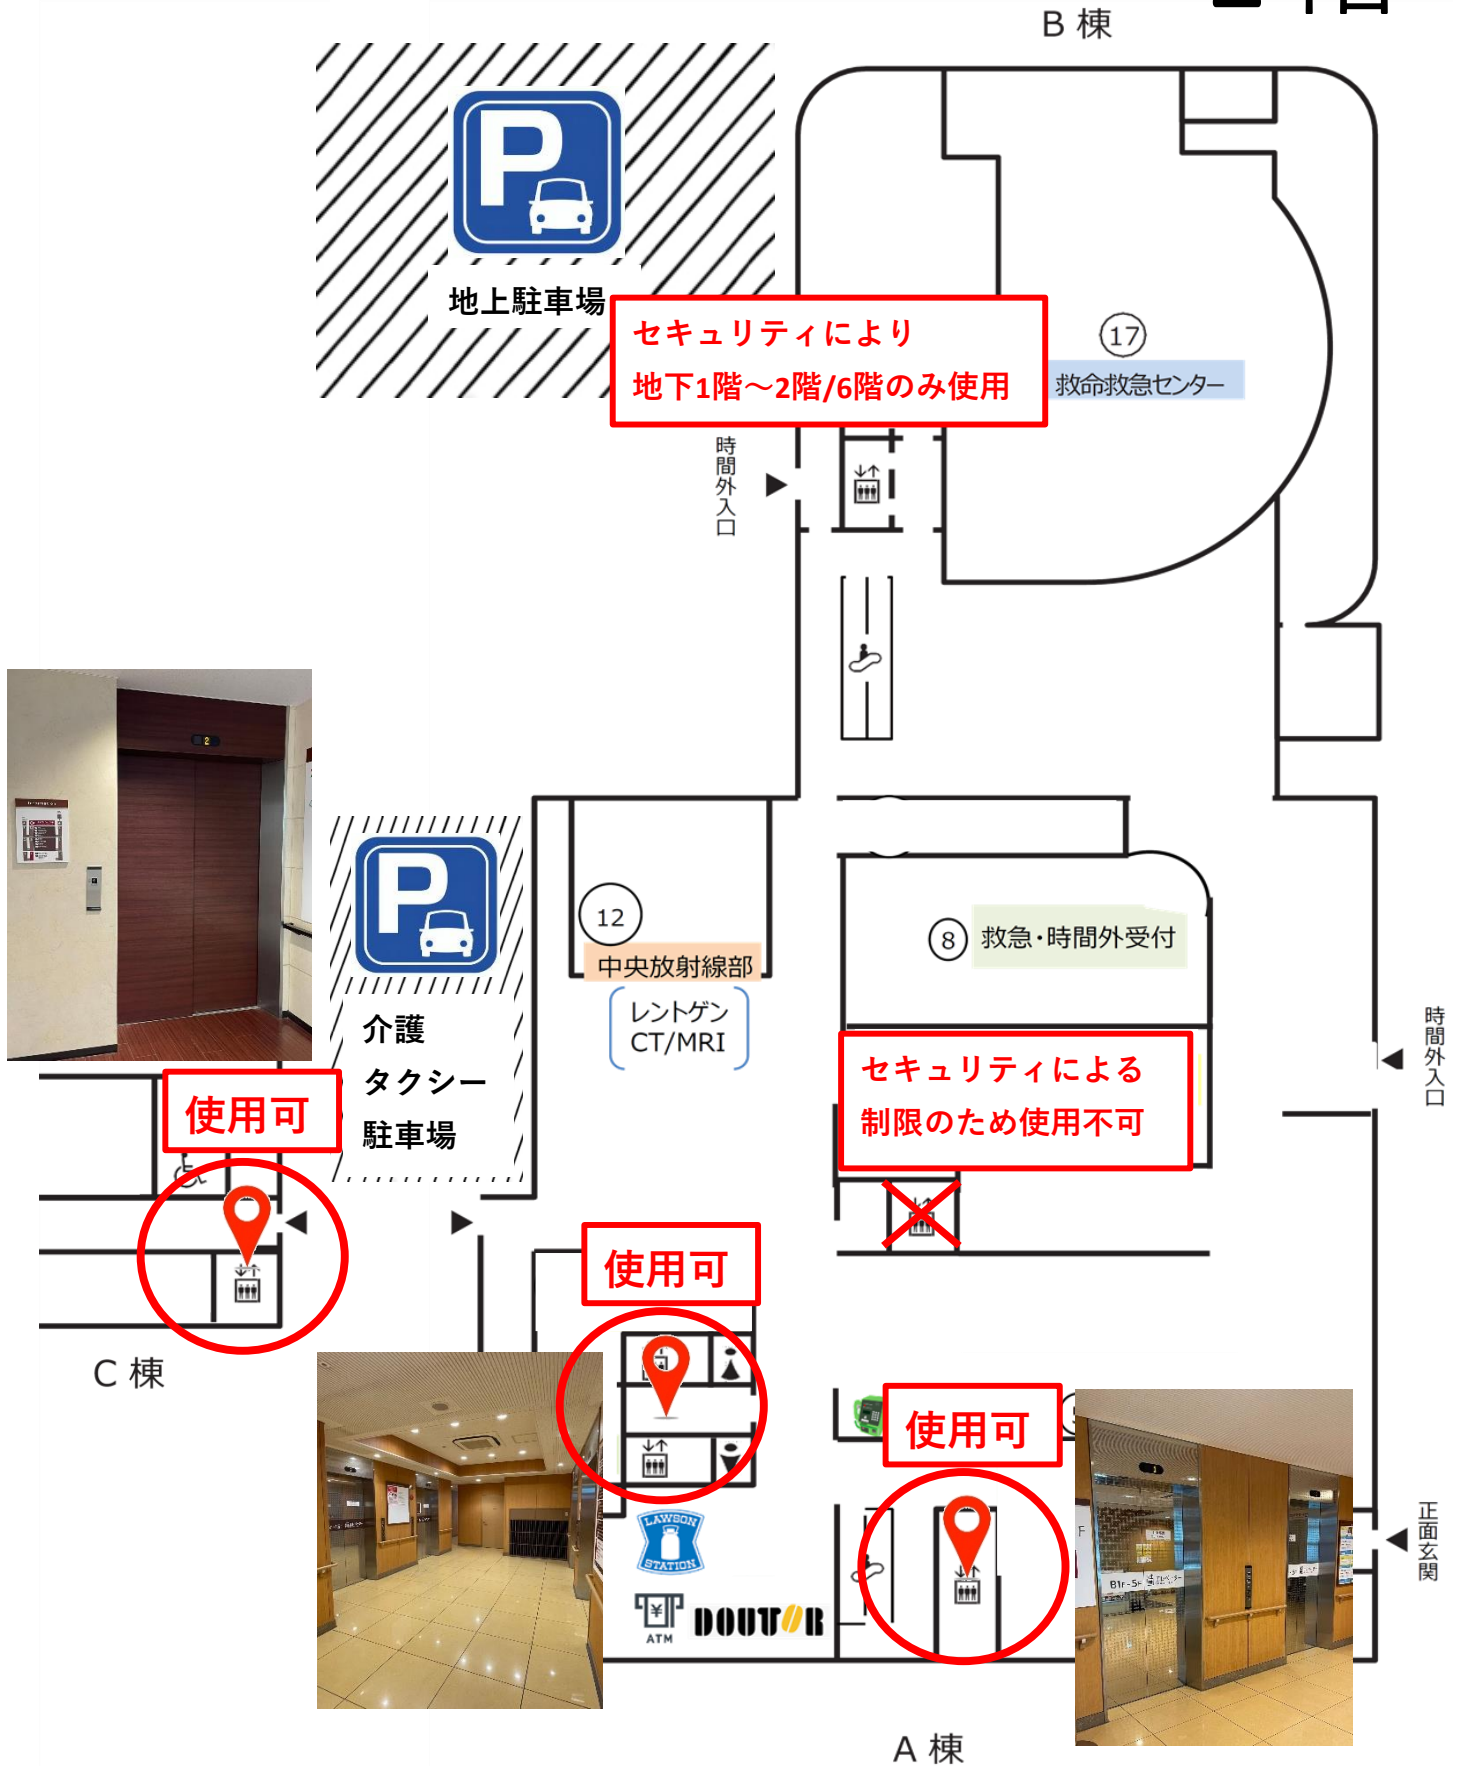 B 棟
P
地上駐車場
セキュリティにより
地下1階～2階/6階のみ使用
17
救命救急センター
時間外入口
2
P
介護
タクシー
駐車場
12
中央放射線部
レントゲン
CT/MRI
8
救急・時間外受付
時間外入口
セキュリティによる
制限のため使用不可
使用可
使用可
C 棟
使用可
LAWSON
STATION
ATM
DOUTOR
B1F-5F
正面玄関
A 棟